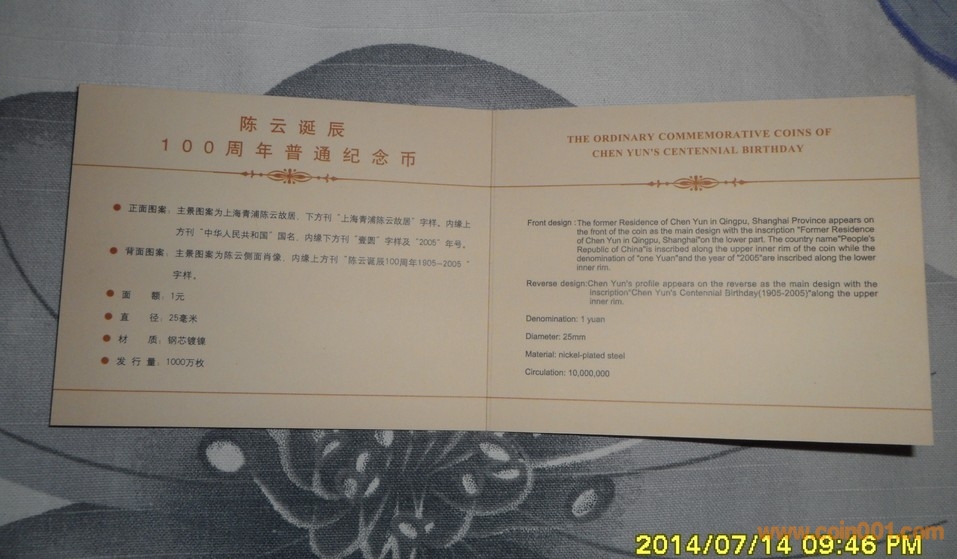 陈云诞辰
100周年普通纪念币
正面图案：主景图案为上海青浦陈云故居，下方刊“上海青浦陈云故居”字样。内缘上
方刊“中华人民共和国”国名，内缘下方刊“壹圆”字样及“2005”年号。
背面图案：主景图案为陈云侧面肖像，内缘上方刊“陈云诞辰100周年1905-2005”
字样。
面 额：1元
直 径：25毫米
材 质：钢芯镀镍
发 行 量：1000万枚
THE ORDINARY COMMEMORATIVE COINS OF
CHEN YUN'S CENTENNIAL BIRTHDAY
Front design :The former Residence of Chen Yun in Qingpu, Shanghai Province appears on
the front of the coin as the main design with the inscription "Former Residence
of Chen Yun in Qingpu, Shanghai"on the lower part. The country name"People's
Republic of China"is inscribed along the upper inner rim of the coin while the
denomination of "one Yuan"and the year of "2005"are inscribed along the lower
inner rim.
Reverse design:Chen Yun's profile appears on the reverse as the main design with the
inscription"Chen Yun's Centennial Birthday(1905-2005)"along the upper
inner rim.
Denomination: 1 yuan
Diameter: 25mm
Material: nickel-plated steel
Circulation: 10,000,000
www.coin001.com
2014/07/14 09:46 PM